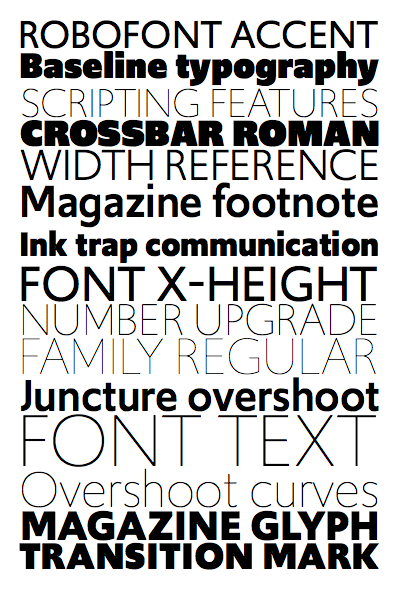 ROBOFONT ACCENT
Baseline typography
SCRIPTING FEATURES
CROSSBAR ROMAN
WIDTH REFERENCE
Magazine footnote
Ink trap communication
FONT X-HEIGHT
NUMBER UPGRADE
FAMILY REGULAR
Juncture overshoot
FONT TEXT
Overshoot curves
MAGAZINE GLYPH
TRANSITION MARK